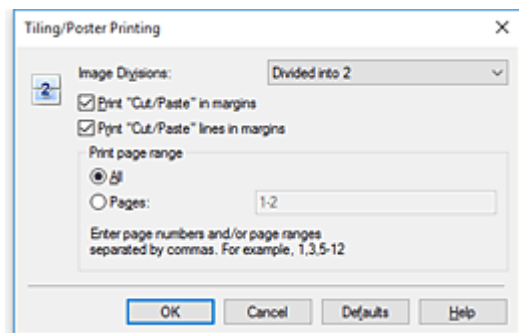 Tiling/Poster Printing
Image Divisions: Divided into 2
2
Print "Cut/Paste" in margins
Print "Cut/Paste" lines in margins
Print page range
All
Pages: 1-2
Enter page numbers and/or page ranges
separated by commas. For example, 1,3,5-12
OK Cancel Defaults Help